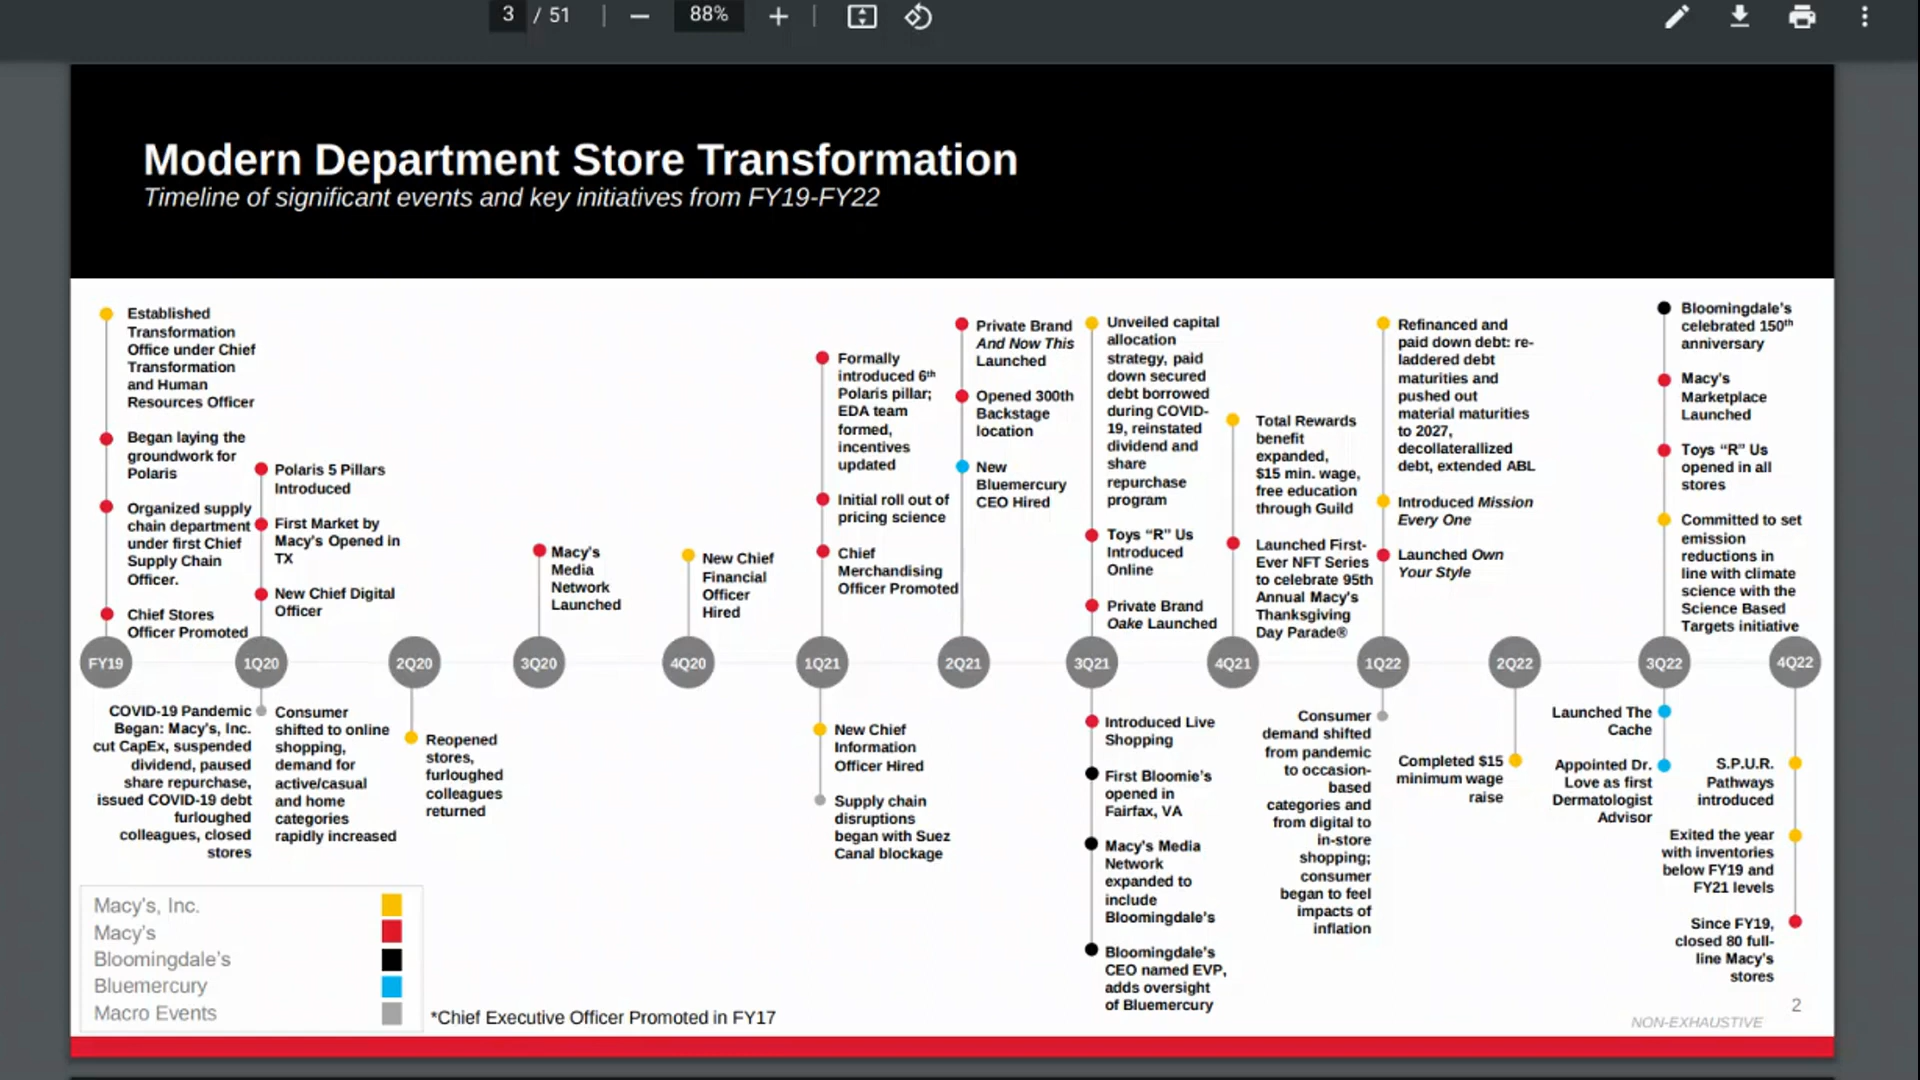 3 / 51
88%
Modern Department Store Transformation
Timeline of significant events and key initiatives from FY19-FY22
Established
Transformation
Office under Chief
Transformation
and Human
Resources Officer
Began laying the
groundwork for
Polaris
Organized supply
chain department
under first Chief
Supply Chain
Officer.
Chief Stores
Officer Promoted
Polaris 5 Pillars
Introduced
First Market by
Macy's Opened in
TX
New Chief Digital
Officer
Macy's
Media
Network
Launched
New Chief
Financial
Officer
Hired
Formally
introduced 6th
Polaris pillar;
EDA team
formed,
incentives
updated
Initial roll out of
pricing science
Chief
Merchandising
Officer Promoted
Private Brand
And Now This
Launched
Opened 300th
Backstage
location
New
Bluemercury
CEO Hired
Unveiled capital
allocation
strategy, paid
down secured
debt borrowed
during COVID-
19, reinstated
dividend and
share
repurchase
program
Toys “R” Us
Introduced
Online
Private Brand
Oake Launched
Total Rewards
benefit
expanded,
$15 min. wage,
free education
through Guild
Launched First-
Ever NFT Series
to celebrate 95th
Annual Macy's
Thanksgiving
Day Parade®
Refinanced and
paid down debt: re-
laddered debt
maturities and
pushed out
material maturities
to 2027,
decollaterallized
debt, extended ABL
Introduced Mission
Every One
Launched Own
Your Style
Bloomingdale's
celebrated 150th
anniversary
Macy's
Marketplace
Launched
Toys “R” Us
opened in all
stores
Committed to set
emission
reductions in
line with climate
science with the
Science Based
Targets initiative
FY19
1Q20
2Q20
3Q20
4Q20
1Q21
2Q21
3Q21
4Q21
1Q22
2Q22
3Q22
4Q22
COVID-19 Pandemic
Began: Macy's, Inc.
cut CapEx, suspended
dividend, paused
share repurchase,
issued COVID-19 debt
furloughed
colleagues, closed
stores
Consumer
shifted to online
shopping,
demand for
active/casual
and home
categories
rapidly increased
Reopened
stores,
furloughed
colleagues
returned
New Chief
Information
Officer Hired
Supply chain
disruptions
began with Suez
Canal blockage
Introduced Live
Shopping
First Bloomie's
opened in
Fairfax, VA
Macy's Media
Network
expanded to
include
Bloomingdale's
Bloomingdale's
CEO named EVP,
adds oversight
of Bluemercury
Consumer
demand shifted
from pandemic
to occasion-
based
categories and
from digital to
in-store
shopping;
consumer
began to feel
impacts of
inflation
Completed $15
minimum wage
raise
Launched The
Cache
Appointed Dr.
Love as first
Dermatologist
Advisor
S.P.U.R.
Pathways
introduced
Exited the year
with inventories
below FY19 and
FY21 levels
Since FY19,
closed 80 full-
line Macy's
stores
Macy's, Inc.
Macy's
Bloomingdale's
Bluemercury
Macro Events
*Chief Executive Officer Promoted in FY17
2
NON-EXHAUSTIVE